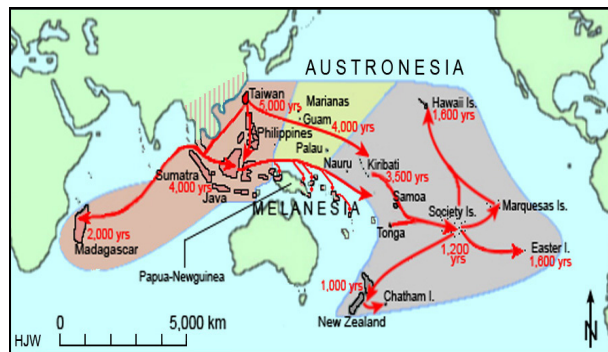 AUSTRONESIA
Taiwan
5,000 yrs
Marianas
Guam
4,000 yrs
Hawaii Is.
1,600 yrs
Philippines
Palau
Nauru
Kiribati
3,500 yrs
Sumatra
4,000 yrs
Java
MELANESIA
Samoa
Society Is.
Marquesas Is.
Tonga
2,000 yrs
Madagascar
1,200
yrs
Easter I.
1,600 yrs
Papua-Newguinea
1,000 yrs
Chatham I.
New Zealand
0
5,000 km
HJW
N